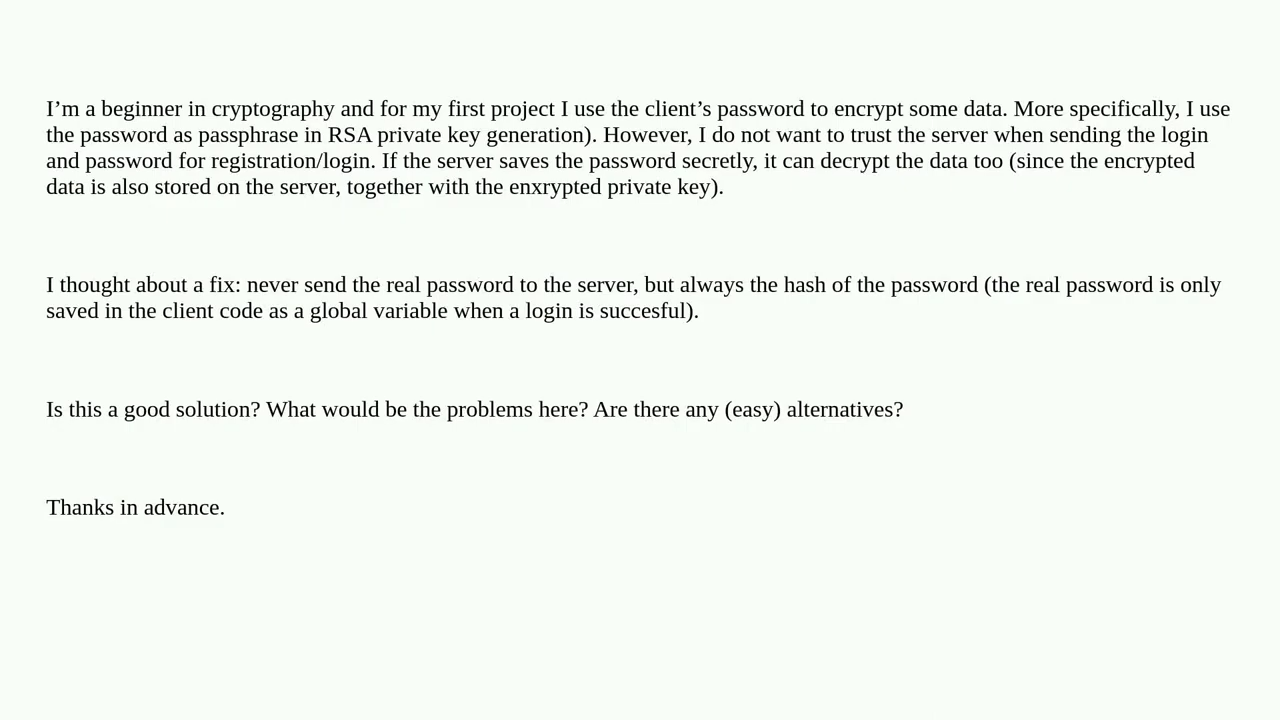 I’m a beginner in cryptography and for my first project I use the client’s password to encrypt some data. More specifically, I use
the password as passphrase in RSA private key generation). However, I do not want to trust the server when sending the login
and password for registration/login. If the server saves the password secretly, it can decrypt the data too (since the encrypted
data is also stored on the server, together with the enxrypted private key).
I thought about a fix: never send the real password to the server, but always the hash of the password (the real password is only
saved in the client code as a global variable when a login is succesful).
Is this a good solution? What would be the problems here? Are there any (easy) alternatives?
Thanks in advance.